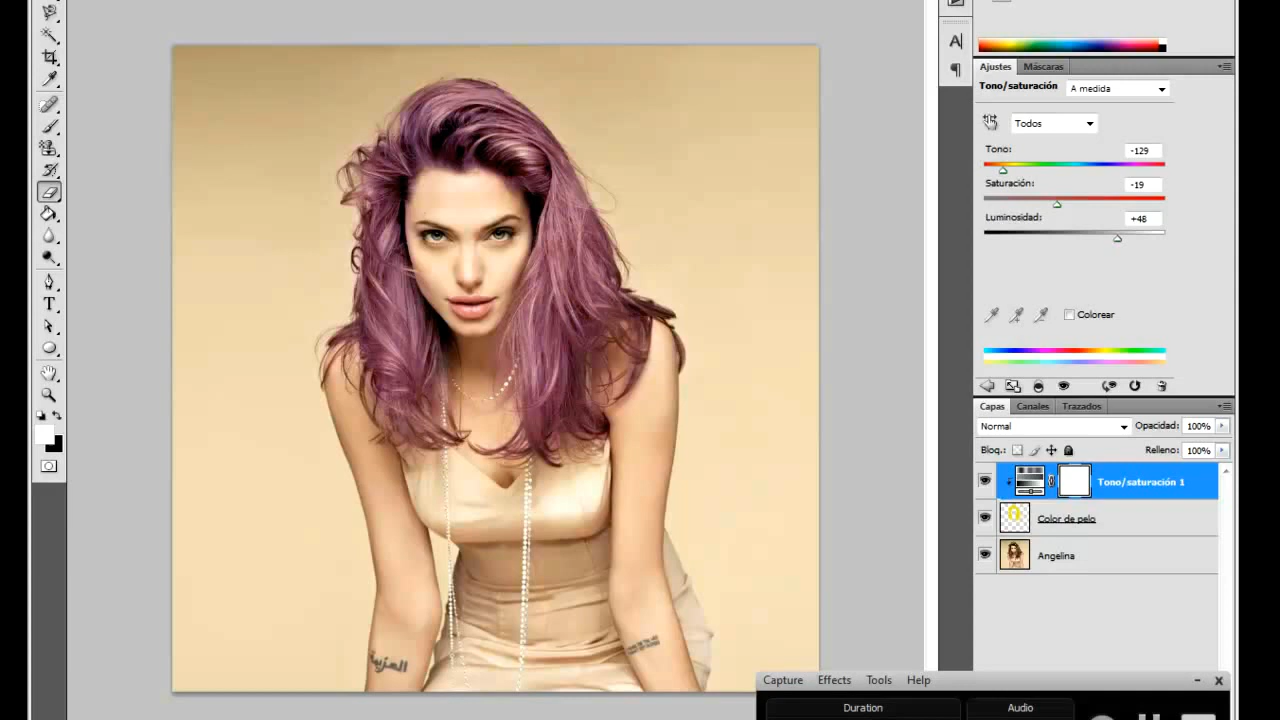 Ajustes Máscaras
Tono/saturación A medida
Todos
Tono: -129
Saturación: -19
Luminosidad: +48
Colorear
Capas Canales Trazados
Normal Opacidad: 100%
Bloq.: Relleno: 100%
Tono/saturación 1
Color de pelo
Angelina
العزيمة
Capture Effects Tools Help
Duration Audio